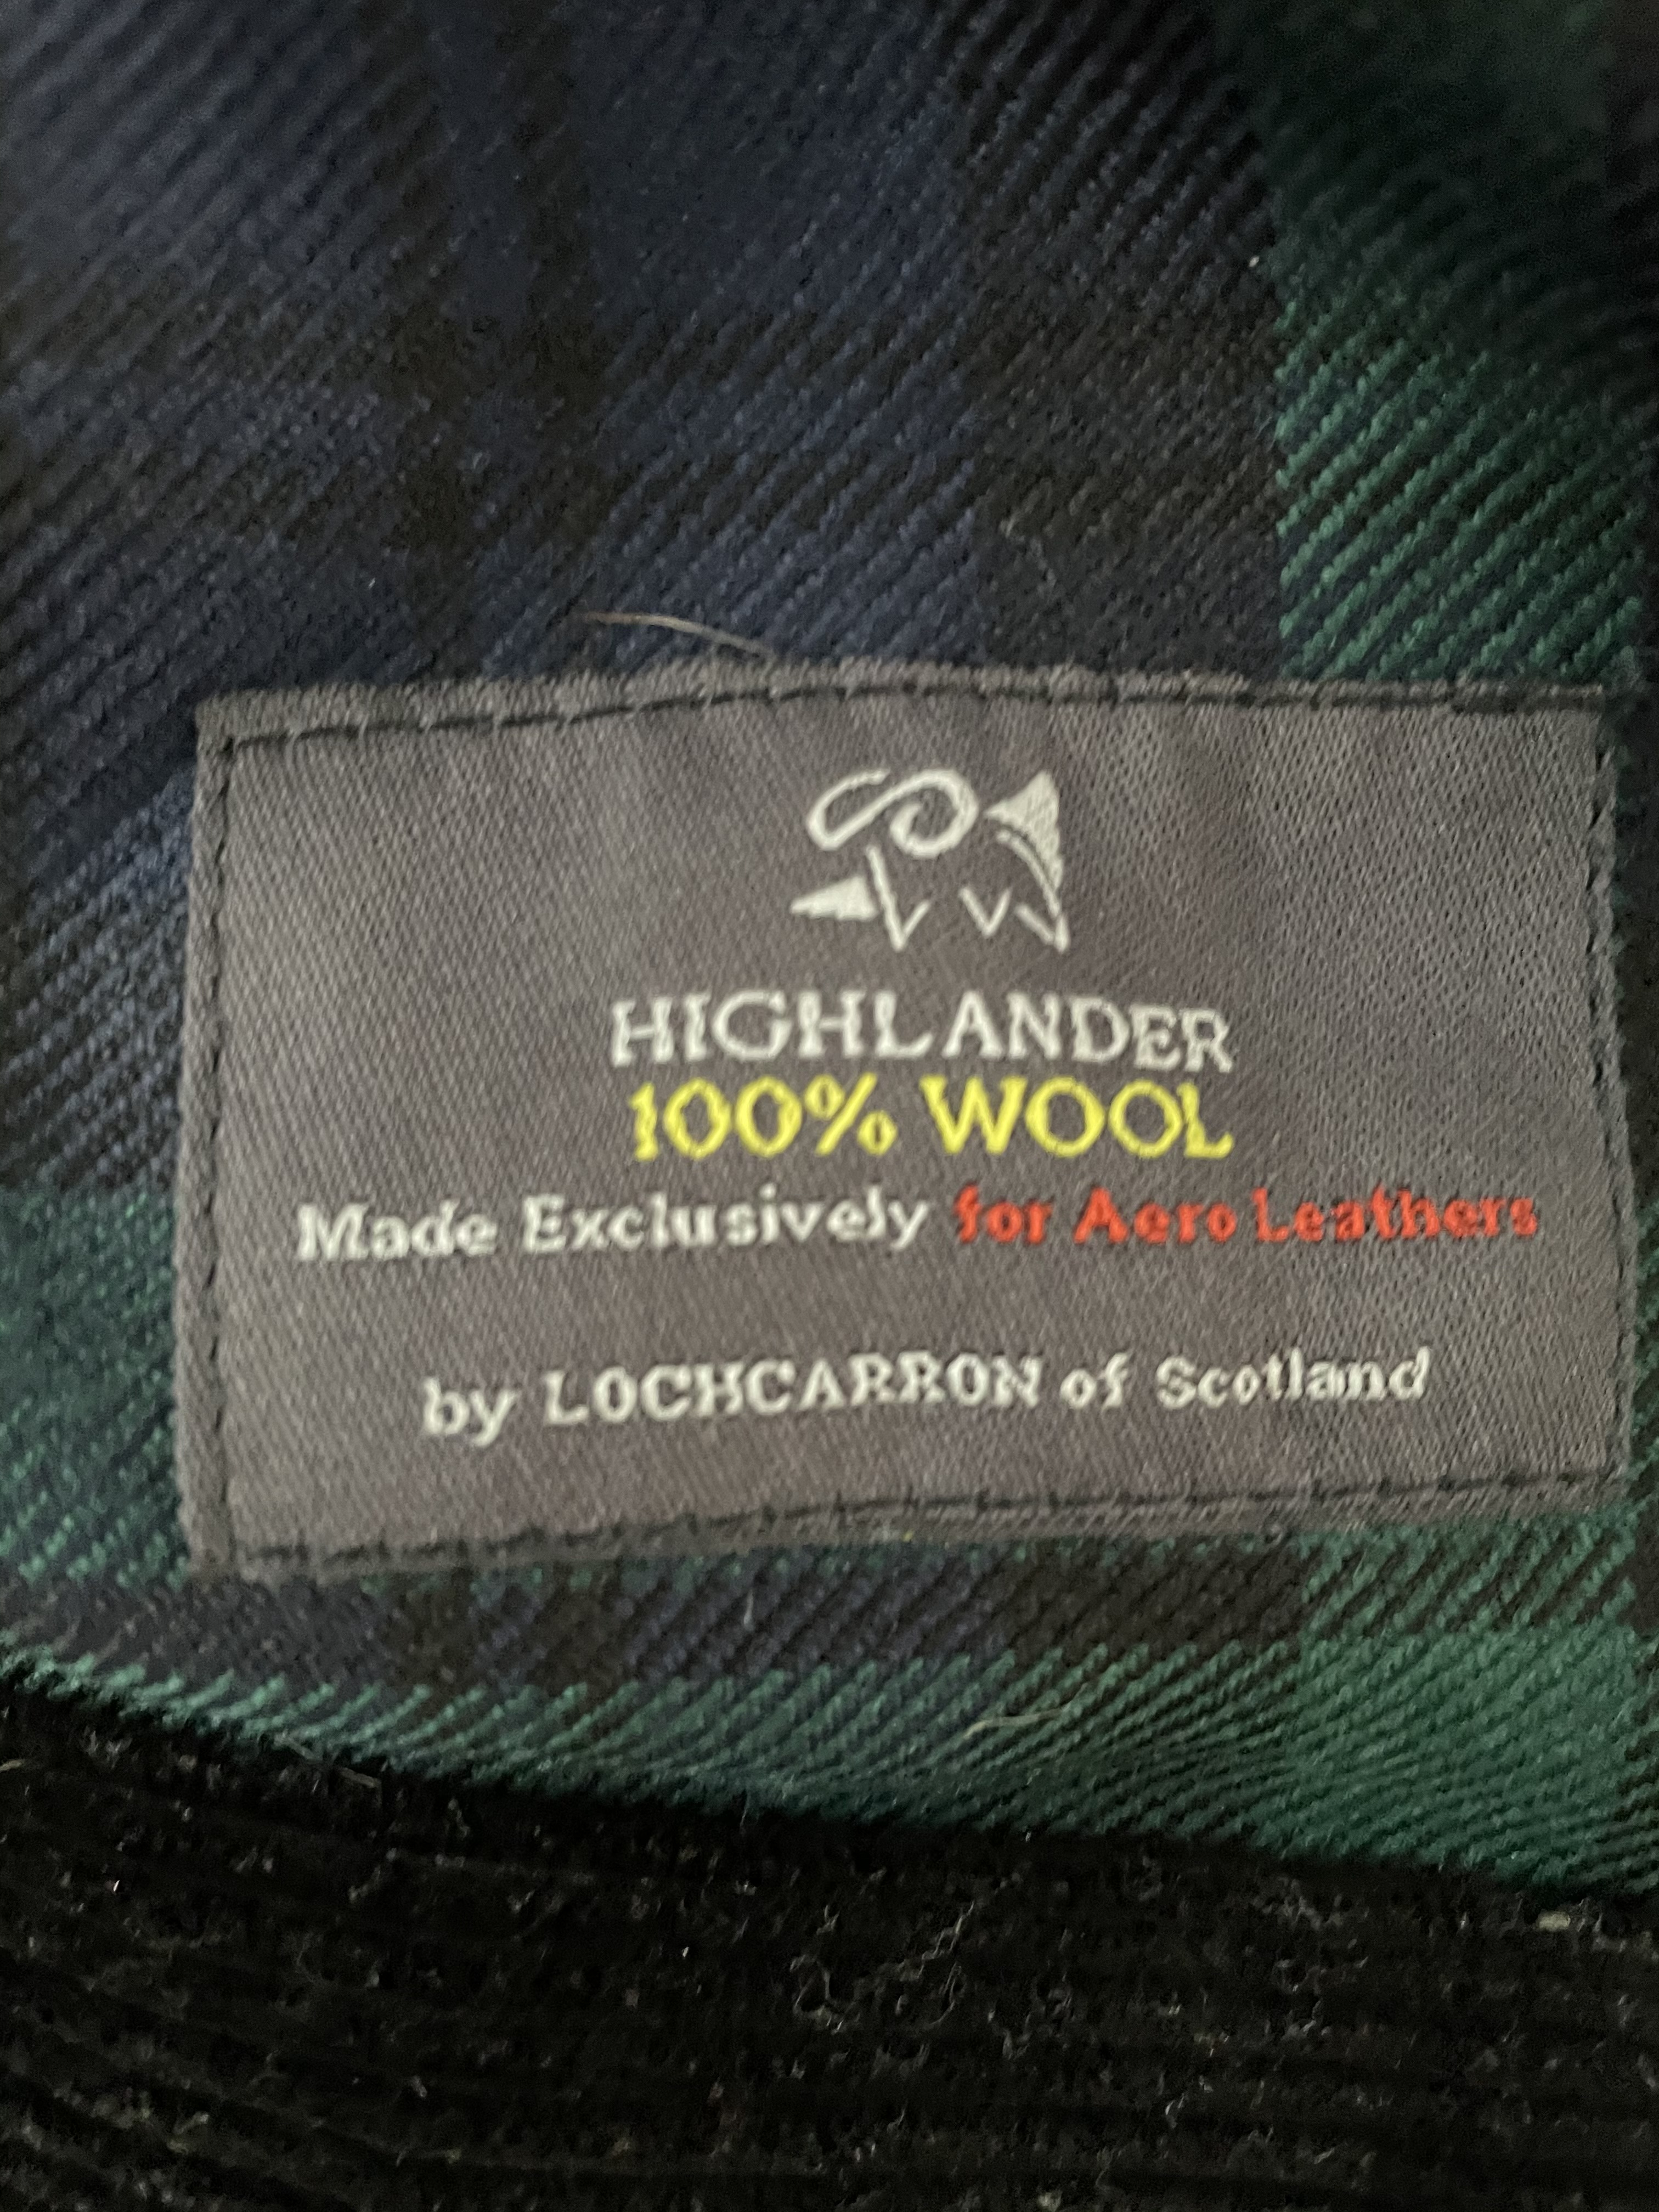 HIGHLANDER
100% WOOL
Made Exclusively for Aero Leathers
by LOCHCARRON of Scotland